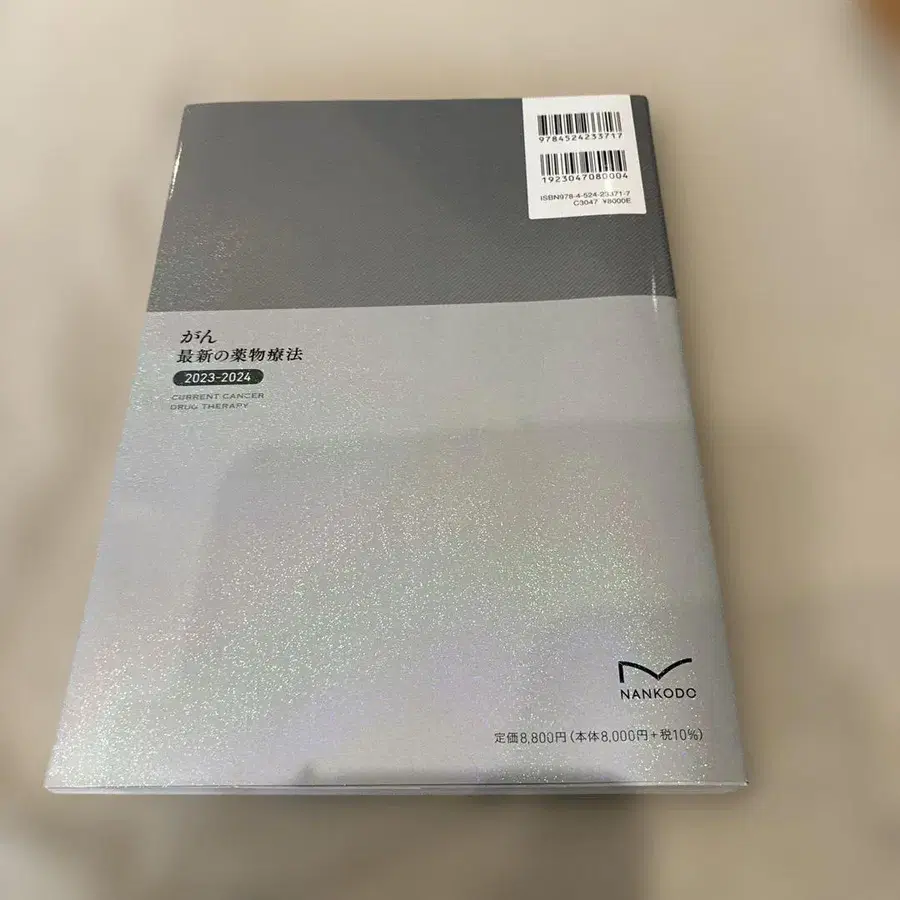 9784524233717
1923047080004
ISBN978-4-524-23371-7
C3047 ¥8000E
がん
最新の薬物療法
2023-2024
CURRENT CANCER
DRUG THERAPY
NANKODO
定価8,800円(本体8,000円+税10%)